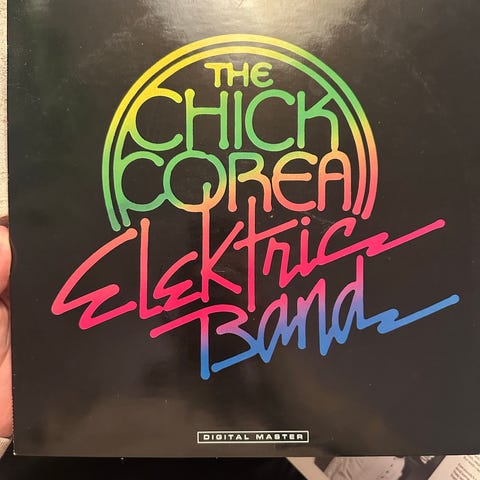 THE
CHICK
COREA
Elektric
Band
DIGITAL MASTER